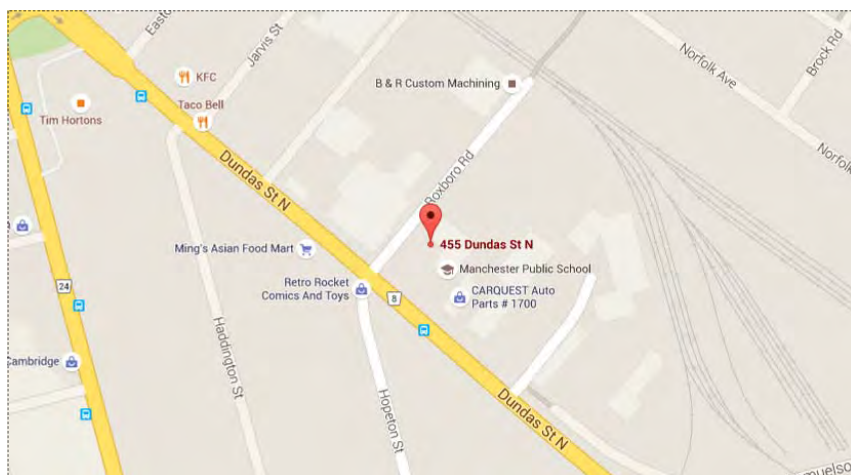 Easto
Jarvis St
KFC
Taco Bell
Tim Hortons
B & R Custom Machining
Norfolk Ave
Brock Rd
Norfolk
Dundas St N
Roxboro Rd
455 Dundas St N
Ming's Asian Food Mart
Manchester Public School
Retro Rocket
Comics And Toys
CARQUEST Auto
Parts # 1700
24
8
Haddington St
Cambridge
Hopeton St
Dundas St N
muelso